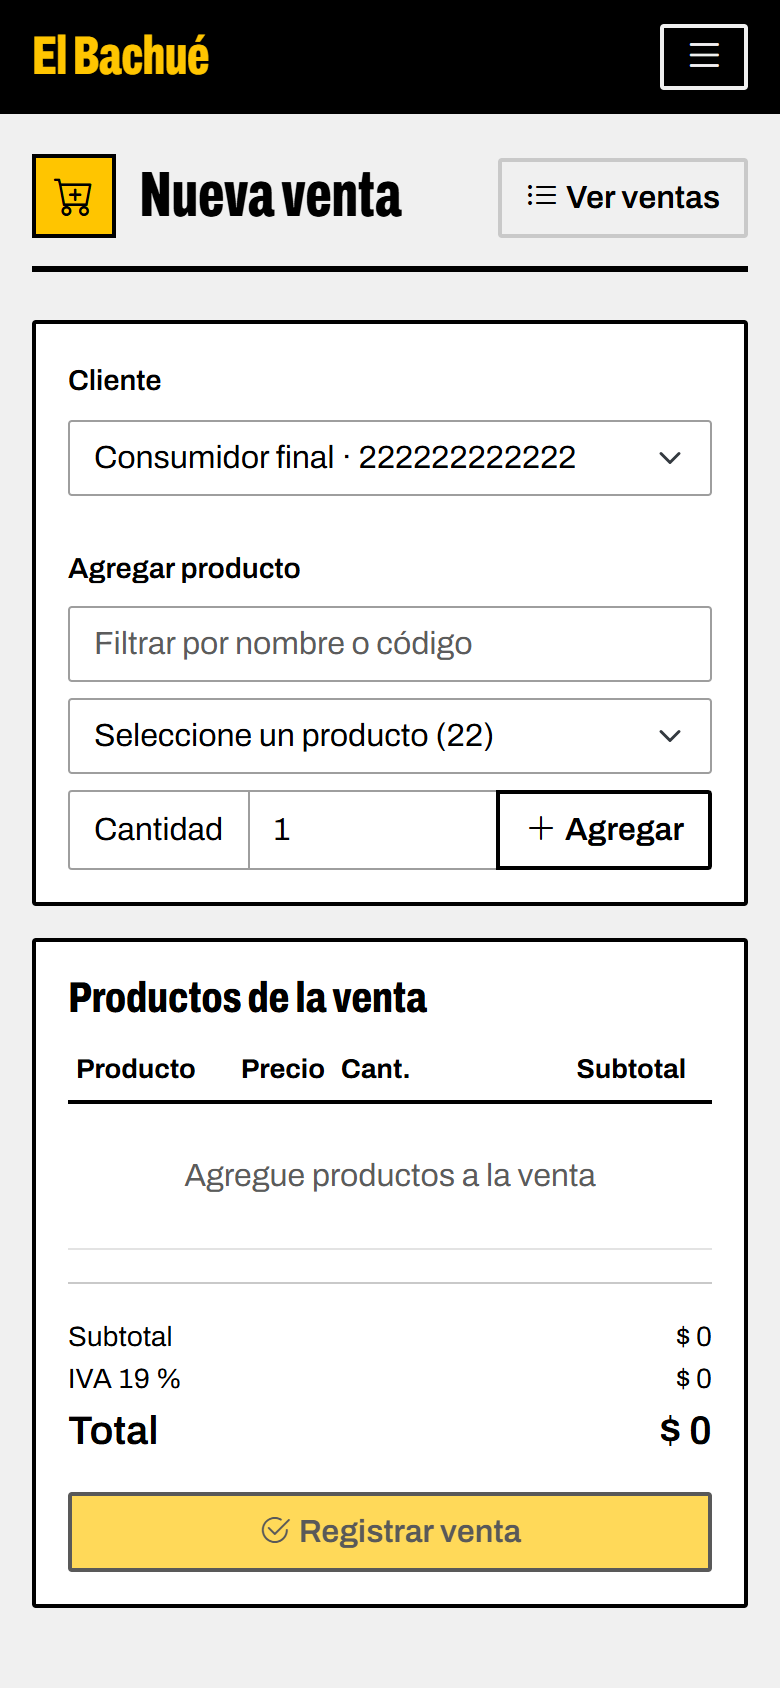 El Bachué
Nueva venta
Ver ventas
Cliente
Consumidor final · 222222222222
Agregar producto
Filtrar por nombre o código
Seleccione un producto (22)
Cantidad 1 Agregar
Productos de la venta
Producto Precio Cant. Subtotal
Agregue productos a la venta
Subtotal $ 0
IVA 19 % $ 0
Total $ 0
Registrar venta